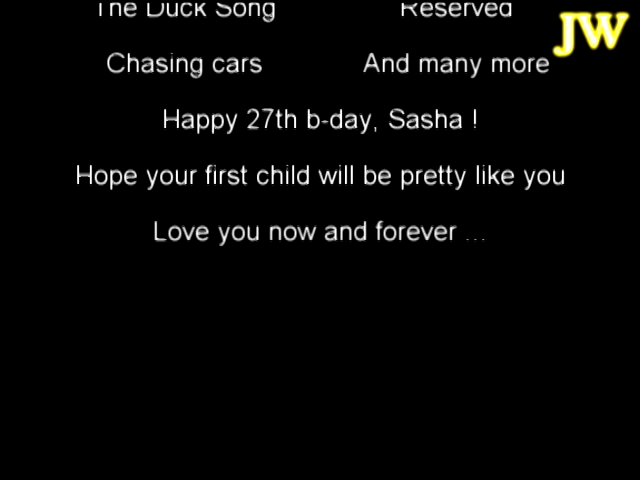 The Duck Song Reserved
JW
Chasing cars And many more
Happy 27th b-day, Sasha !
Hope your first child will be pretty like you
Love you now and forever ...